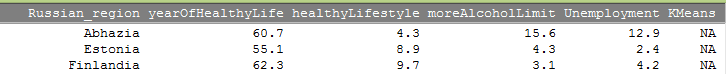 Russian_region yearOfHealthyLife healthyLifestyle moreAlcoholLimit Unemployment KMeans
Abhazia 60.7 4.3 15.6 12.9 NA
Estonia 55.1 8.9 4.3 2.4 NA
Finlandia 62.3 9.7 3.1 4.2 NA